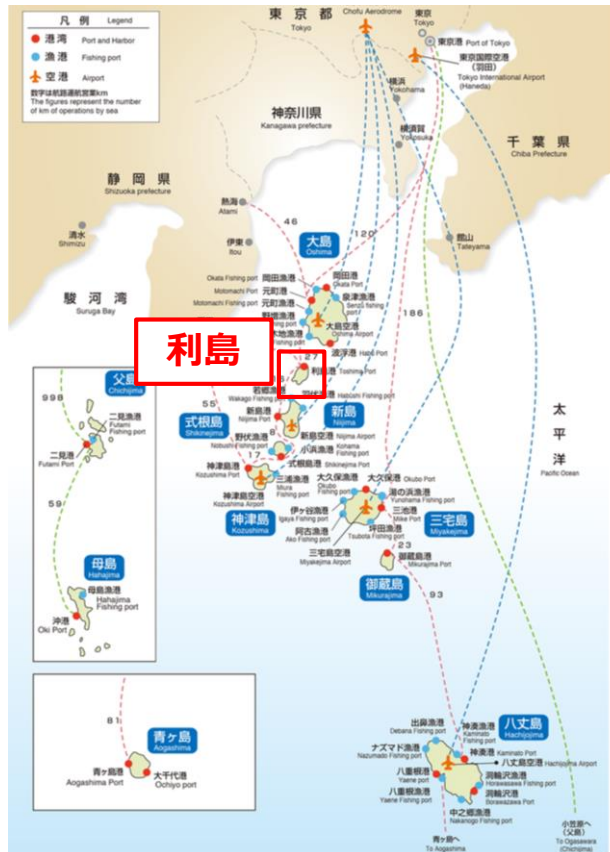 凡 例 Legend
港湾 Port and Harbor
漁港 Fishing port
空港 Airport
数字は航路運航営業km
The figures represent the number
of km of operations by sea
東 京 都
Tokyo
Chofu Aerodrome
東京
Tokyo
東京港 Port of Tokyo
東京国際空港
(羽田)
Tokyo International Airport
(Haneda)
横浜
Yokohama
神奈川県
Kanagawa prefecture
横須賀
Yokosuka
千 葉 県
Chiba Prefecture
静 岡 県
Shizuoka prefecture
熱海
Atami
清水
Shimizu
伊東
Itou
館山
Tateyama
駿 河 湾
Suruga Bay
46
120
186
大島
Oshima
岡田漁港
Okata Fishing port
岡田港
Okata Port
元町港
Motomachi Port
泉津漁港
Senzu fishing
port
元町漁港
Motomachi Fishing port
野増漁港
大島空港
Oshima Airport
波浮港 Habu Port
利島
27
利島港
Toshima Port
55
若郷漁港
Wakago Fishing port
羽伏漁港
Habushi Fishing port
新島
Niijima
新島港
Niijima Port
新島空港 Niijima Airport
式根島
Shikinejima
野伏漁港
Nobushi Fishing port
8
小浜漁港
Kohama
Fishing port
式根島港 Shikinejima Port
17
神津島港
Kozushima Port
三浦漁港
Miura
Fishing port
神津島空港
Kozushima Airport
神津島
Kozushima
大久保漁港
Okubo
Fishing port
大久保港
Okubo Port
湯の浜漁港
Yunohama Fishing port
伊ヶ谷漁港
Igaya Fishing port
三池港
Miike Port
阿古漁港
Ako Fishing port
坪田漁港
Tsubota Fishing port
三宅島空港
Miyakejima Airport
三宅島
Miyakejima
23
御蔵島港
Mikurajima Port
御蔵島
Mikurajima
93
太
平
洋
Pacific Ocean
998
父島
Chichijima
二見漁港
Futami
Fishing port
二見港
Futami Port
59
母島
Hahajima
母島漁港
Hahajima
Fishing port
沖港
Oki Port
81
青ヶ島
Aogashima
青ヶ島港
Aogashima Port
大千代港
Ochiyo port
八丈島
Hachijojima
出鼻漁港
Debana Fishing port
神湊漁港
Kaminato
Fishing port
ナズマド漁港
Nazumado Fishing port
神湊港 Kaminato Port
八丈島空港 Hachijojima Airport
八重根港
Yaene port
洞輪沢漁港
Horawasawa Fishing port
八重根漁港
Yaene Fishing port
洞輪沢港
Borawazawa Port
中之郷漁港
Nakanogo Fishing port
青ヶ島へ
To Aogashima
小笠原へ
(父島)
To Ogasawara
(Chichijima)